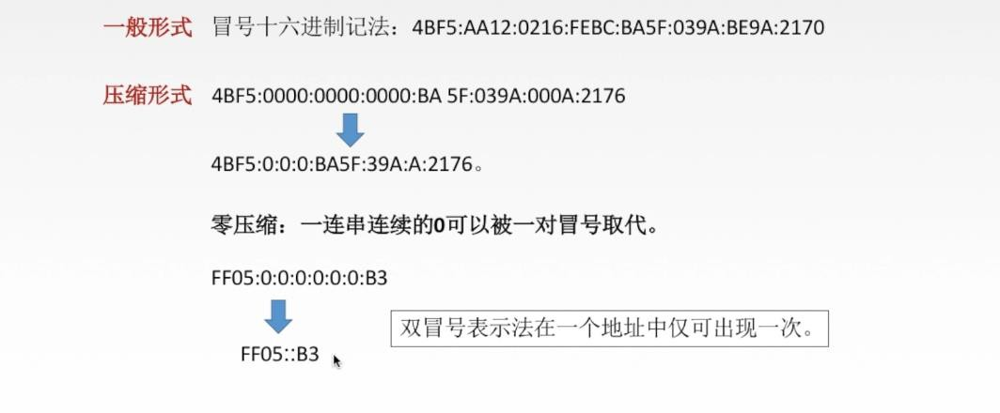 一般形式 冒号十六进制记法：4BF5:AA12:0216:FEBC:BA5F:039A:BE9A:2170
压缩形式 4BF5:0000:0000:0000:BA 5F:039A:000A:2176
4BF5:0:0:0:BA5F:39A:A:2176。
零压缩：一连串连续的0可以被一对冒号取代。
FF05:0:0:0:0:0:0:B3
双冒号表示法在一个地址中仅可出现一次。
FF05::B3